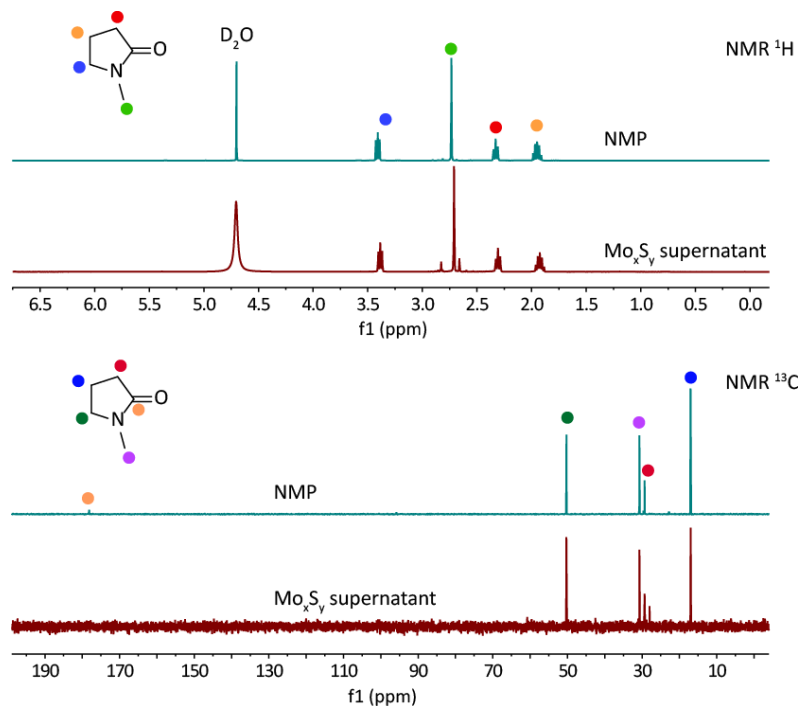 D₂O
NMR ¹H
O
N
NMP
MoₓSᵧ supernatant
6.5 6.0 5.5 5.0 4.5 4.0 3.5 3.0 2.5 2.0 1.5 1.0 0.5 0.0
f1 (ppm)
NMR ¹³C
O
N
NMP
MoₓSᵧ supernatant
190 170 150 130 110 90 70 50 30 10
f1 (ppm)